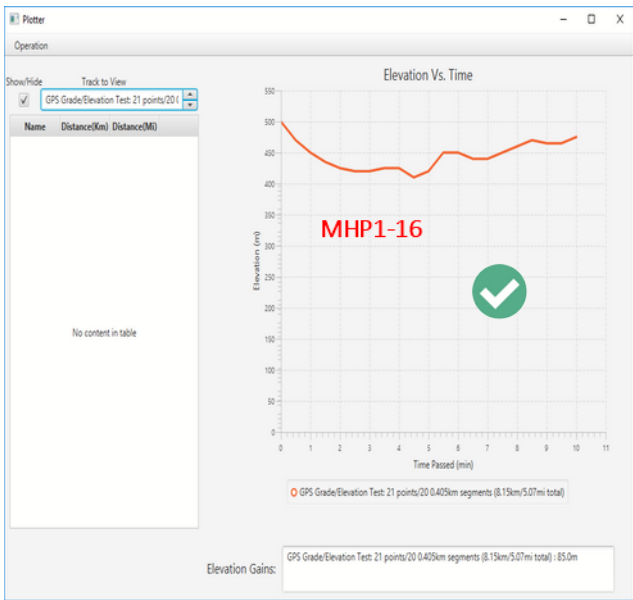 Plotter
Operation
Show/Hide Track to View
GPS Grade/Elevation Test: 21 points/20 (
Name Distance(Km) Distance(Mi)
No content in table
Elevation Vs. Time
550
500
450
400
350
300
250
200
150
100
50
0
Elevation (m)
MHP1-16
0 1 2 3 4 5 6 7 8 9 10 11
Time Passed (min)
GPS Grade/Elevation Test: 21 points/20 0.405km segments (8.15km/5.07mi total)
Elevation Gains:
GPS Grade/Elevation Test: 21 points/20 0.405km segments (8.15km/5.07mi total) : 85.0m